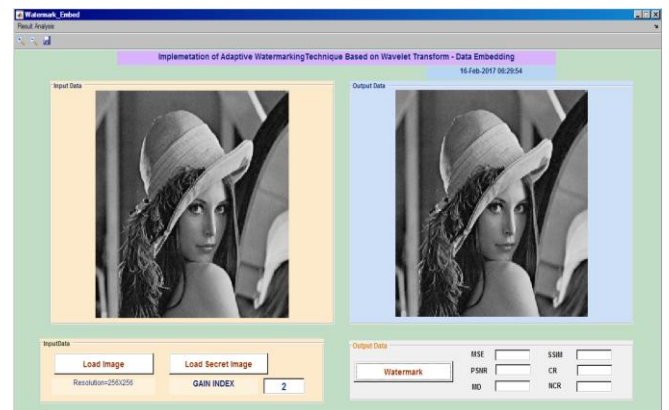 Watermark_Embed
Result Analysis
Implemetation of Adaptive WatermarkingTechnique Based on Wavelet Transform - Data Embedding
16-Feb-2017 06:29:54
Input Data
Output Data
InputData
Load Image
Load Secret Image
Resolution=256X256
GAIN INDEX
2
Output Data
Watermark
MSE
SSIM
PSNR
CR
MD
NCR